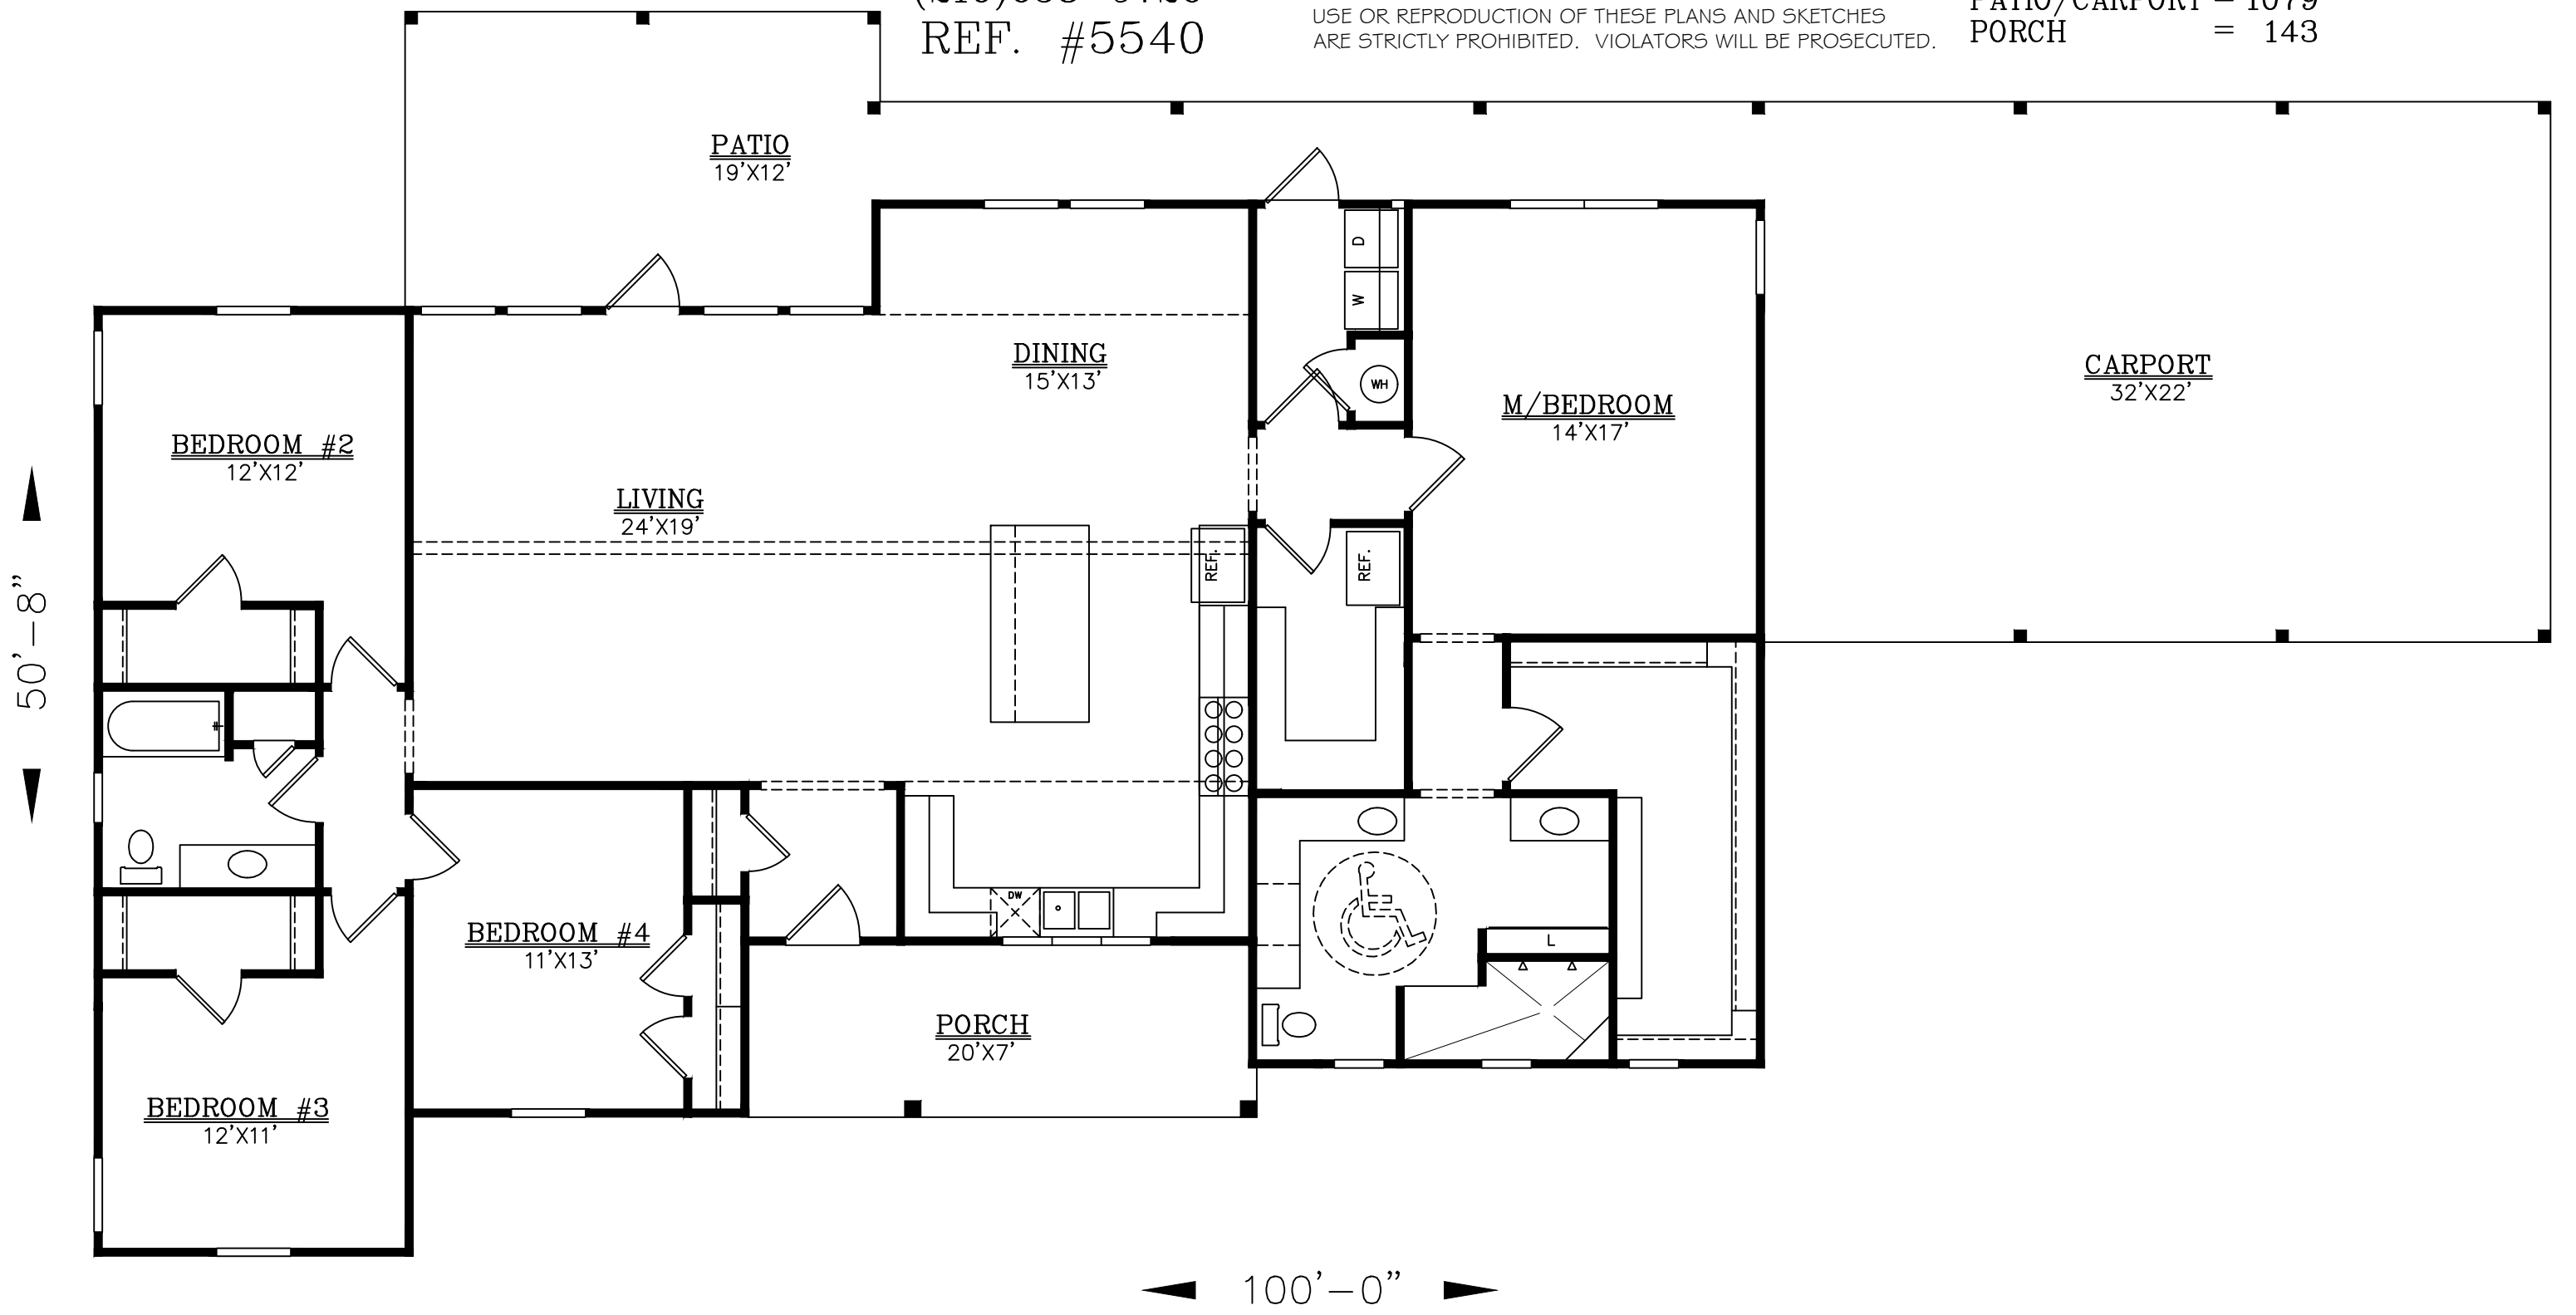 REF. #5540
USE OR REPRODUCTION OF THESE PLANS AND SKETCHES
ARE STRICTLY PROHIBITED. VIOLATORS WILL BE PROSECUTED.
PATIO/CARPORT = 1079
PORCH = 143
PATIO
19'X12'
D
W
WH
DINING
15'X13'
M/BEDROOM
14'X17'
CARPORT
32'X22'
BEDROOM #2
12'X12'
LIVING
24'X19'
REF.
REF.
50'-8"
DW
BEDROOM #4
11'X13'
L
PORCH
20'X7'
BEDROOM #3
12'X11'
100'-0"